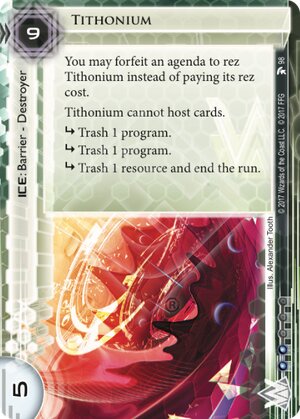 TITHONIUM
9
You may forfeit an agenda to rez
Tithonium instead of paying its rez
cost.
Tithonium cannot host cards.
↳ Trash 1 program.
↳ Trash 1 program.
↳ Trash 1 resource and end the run.
ICE: Barrier - Destroyer
98
© 2017 Wizards of the Coast LLC. © 2017 FFG
Illus. Alexander Tooth
®
5